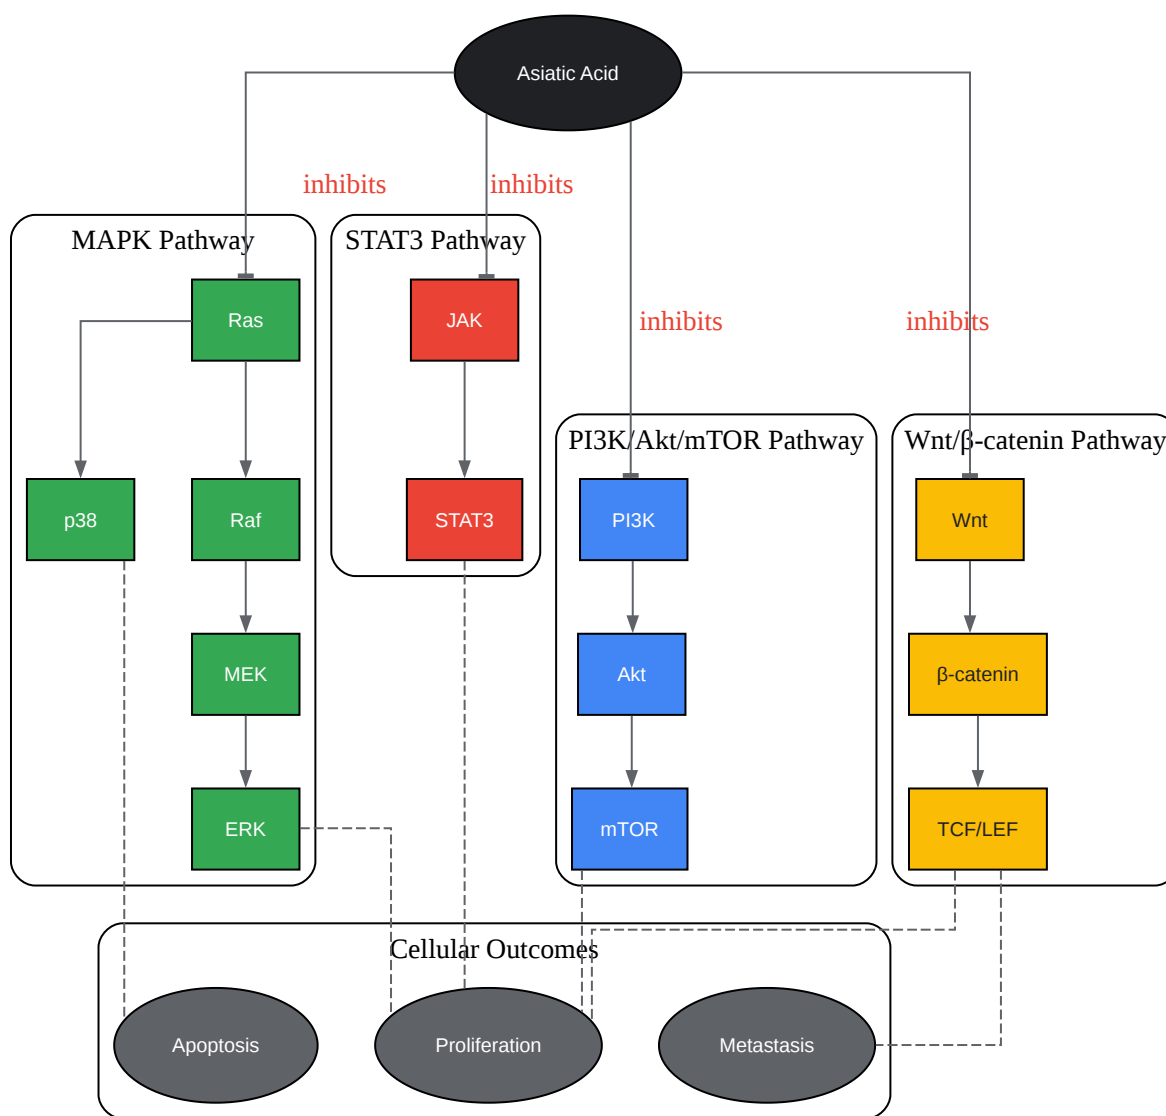 Asiatic Acid
inhibits
inhibits
MAPK Pathway
STAT3 Pathway
Ras
JAK
inhibits
inhibits
PI3K/Akt/mTOR Pathway
Wnt/β-catenin Pathway
p38
Raf
STAT3
PI3K
Wnt
MEK
Akt
β-catenin
ERK
mTOR
TCF/LEF
Cellular Outcomes
Apoptosis
Proliferation
Metastasis